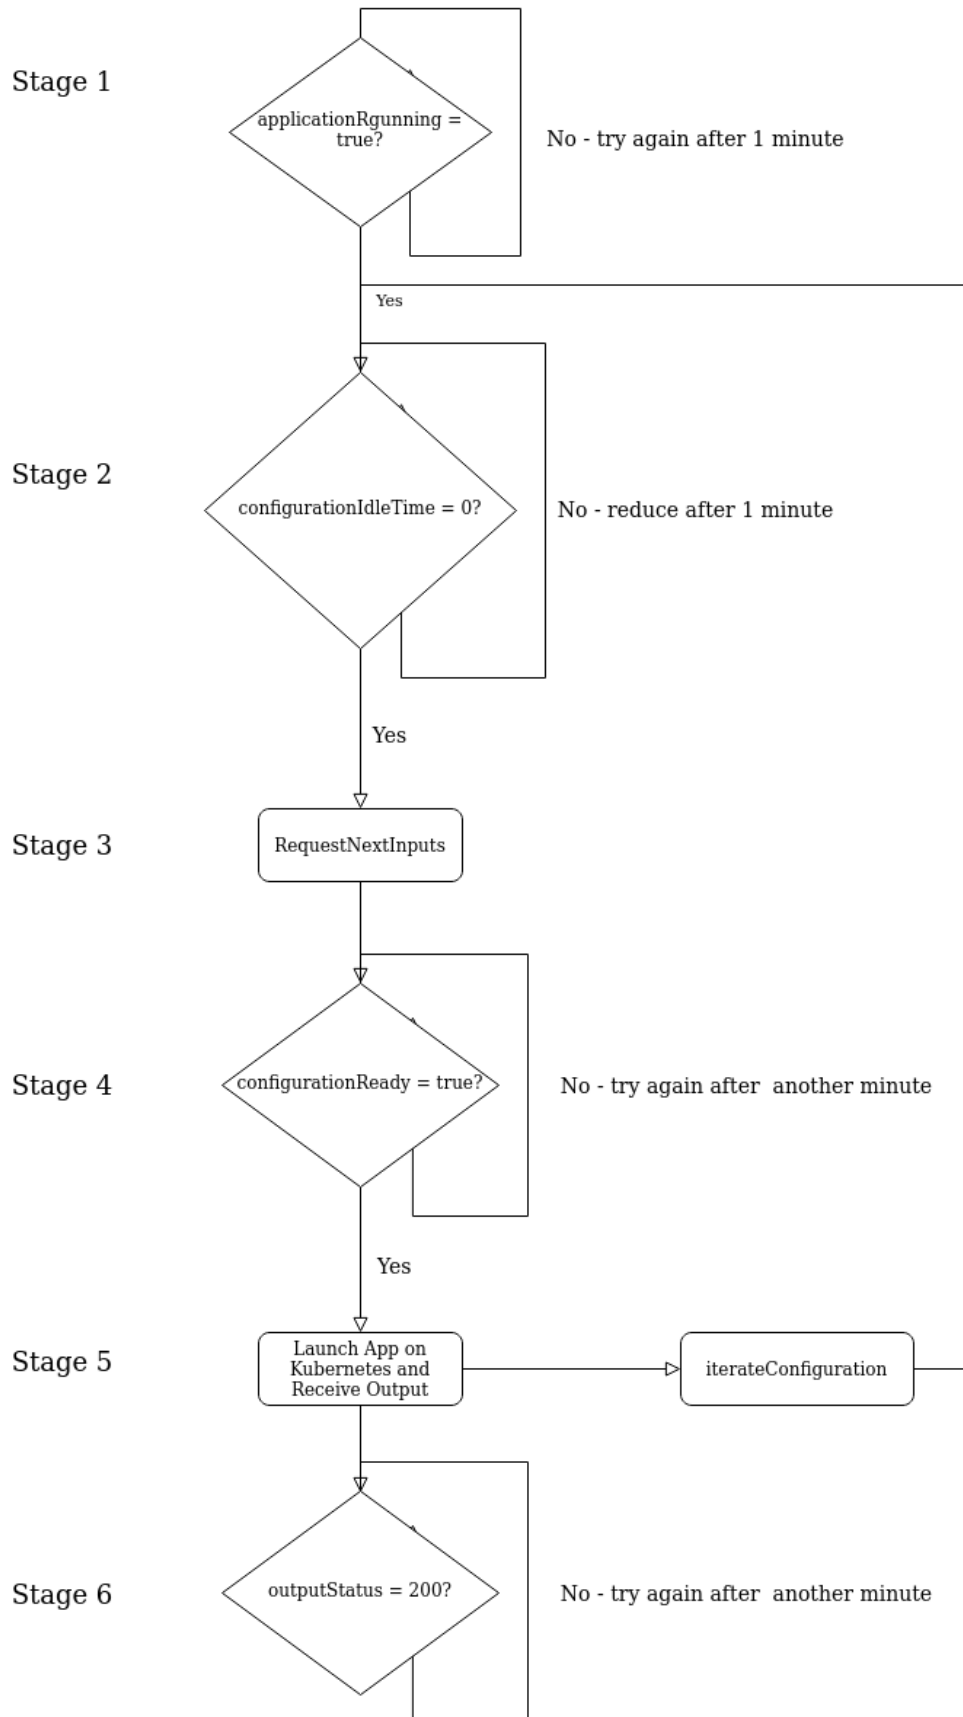 Stage 1
applicationRgunning =
true?
No - try again after 1 minute
Yes
Stage 2
configurationIdleTime = 0?
No - reduce after 1 minute
Yes
Stage 3
RequestNextInputs
Stage 4
configurationReady = true?
No - try again after  another minute
Yes
Stage 5
Launch App on
Kubernetes and
Receive Output
iterateConfiguration
Stage 6
outputStatus = 200?
No - try again after  another minute